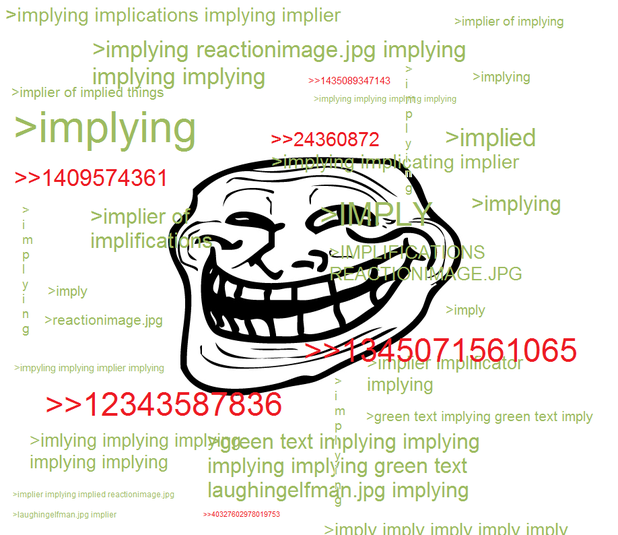 >implying implications implying implier
>implier of implying
>implying reactionimage.jpg implying
implying implying
>>1435089347143
>implying
>implier of implied things
>implying implying implying implying
>implying
>implying
>>24360872
>implied
>implying implicating implier
>>1409574361
>implying
>implier of
implifications
>IMPLY
>implying
>IMPLIFICATIONS
REACTIONIMAGE.JPG
>imply
>imply
>reactionimage.jpg
>>1345071561065
>impyling implying implier implying
>implier implificator
implying
>implying
>>12343587836
>green text implying green text imply
>imlying implying implying
implying implying
>green text inplying implying
implying implying green text
laughingelfman.jpg implying
>implier implying implied reactionimage.jpg
>laughingelfman.jpg implier
>>40327602978019753
>imply imply imply imply imply